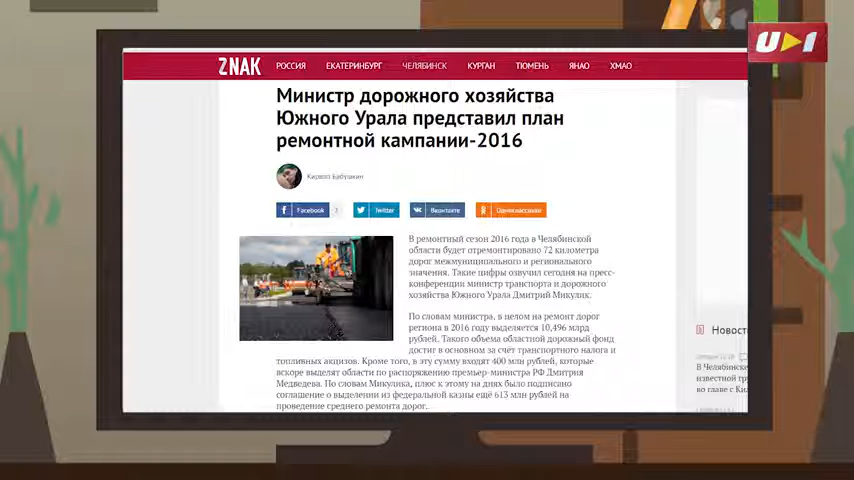 U1
ZNAK РОССИЯ ЕКАТЕРИНБУРГ ЧЕЛЯБИНСК КУРГАН ТЮМЕНЬ ЯНАО ХМАО
Министр дорожного хозяйства
Южного Урала представил план
ремонтной кампании-2016
Кирилл Бабушкин
Facebook Twitter Вконтакте Одноклассники
В ремонтный сезон 2016 года в Челябинской
области будет отремонтировано 72 километра
дорог межмуниципального и регионального
значения. Такие цифры озвучил сегодня на пресс-
конференции министр транспорта и дорожного
хозяйства Южного Урала Дмитрий Микулик.
По словам министра, в целом на ремонт дорог
региона в 2016 году выделяется 10,496 млрд
рублей. Такого объема областной дорожный фонд
достиг в основном за счёт транспортного налога и
топливных акцизов. Кроме того, в эту сумму входят 400 млн рублей, которые
вскоре выделят области по распоряжению премьер-министра РФ Дмитрия
Медведева. По словам Микулика, плюс к этому на днях было подписано
соглашение о выделении из федеральной казны ещё 613 млн рублей на
проведение среднего ремонта дорог.
Новост
В Челябинске
известной гру
во главе с Ки